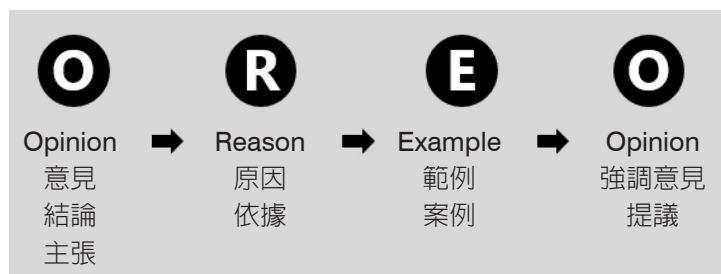 O R E O
Opinion ➡ Reason ➡ Example ➡ Opinion
意見 原因 範例 強調意見
結論 依據 案例 提議
主張